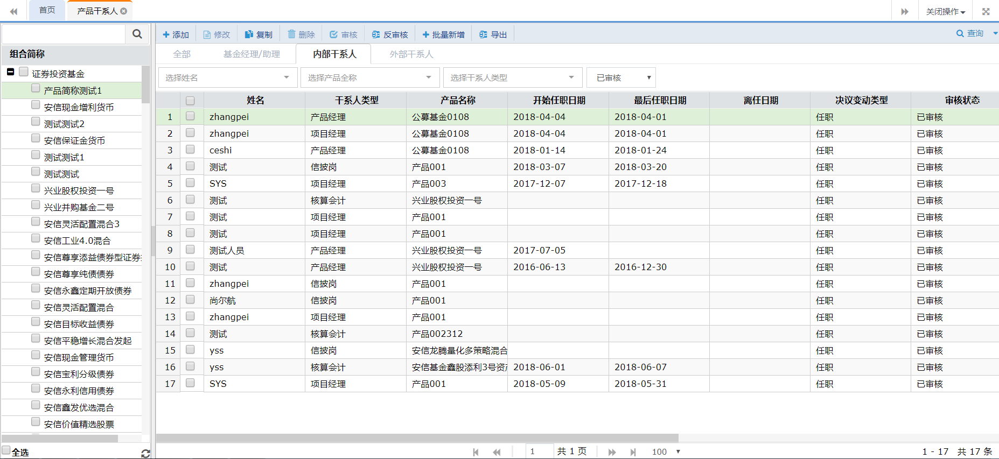 首页 产品干系人 关闭操作
添加 修改 复制 删除 审核 反审核 批量新增 导出 查询
组合简称
全部 基金经理/助理 内部干系人 外部干系人
选择姓名 选择产品全称 选择干系人类型 已审核
证券投资基金
产品简称测试1
安信现金增利货币
测试测试2
安信保证金货币
测试测试1
测试测试
兴业股权投资一号
兴业并购基金二号
安信灵活配置混合3
安信工业4.0混合
安信尊享添益债券型证券
安信尊享纯债债券
安信永鑫定期开放债券
安信灵活配置混合
安信目标收益债券
安信平稳增长混合发起
安信现金管理货币
安信宝利分级债券
安信永利信用债券
安信鑫发优选混合
安信价值精选股票
全选
姓名 干系人类型 产品名称 开始任职日期 最后任职日期 离任日期 决议变动类型 审核状态
1 zhangpei 产品经理 公募基金0108 2018-04-04 2018-04-01 任职 已审核
2 zhangpei 项目经理 公募基金0108 2018-04-04 2018-04-01 任职 已审核
3 ceshi 产品经理 公募基金0108 2018-01-14 2018-01-24 任职 已审核
4 测试 信披岗 产品001 2018-03-07 2018-03-20 任职 已审核
5 SYS 项目经理 产品003 2017-12-07 2017-12-18 任职 已审核
6 测试 核算会计 兴业股权投资一号 任职 已审核
7 测试 项目经理 产品001 任职 已审核
8 测试 项目经理 产品001 任职 已审核
9 测试人员 产品经理 兴业股权投资一号 2017-07-05 任职 已审核
10 测试 产品经理 兴业股权投资一号 2016-06-13 2016-12-30 任职 已审核
11 zhangpei 信披岗 产品001 任职 已审核
12 尚尔航 信披岗 产品001 任职 已审核
13 zhangpei 项目经理 产品001 任职 已审核
14 测试 核算会计 产品002312 任职 已审核
15 yss 信披岗 安信龙腾量化多策略混合 任职 已审核
16 yss 核算会计 安信基金鑫股添利3号资 2018-06-01 2018-06-07 任职 已审核
17 SYS 项目经理 产品001 2018-05-09 2018-05-31 任职 已审核
1 共 1 页 100 1 - 17 共 17 条